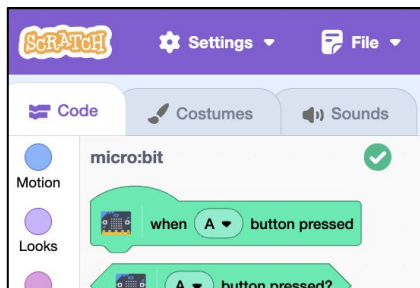 SCRATCH Settings File
Code Costumes Sounds
Motion
Looks
micro:bit
when A button pressed
A button pressed?